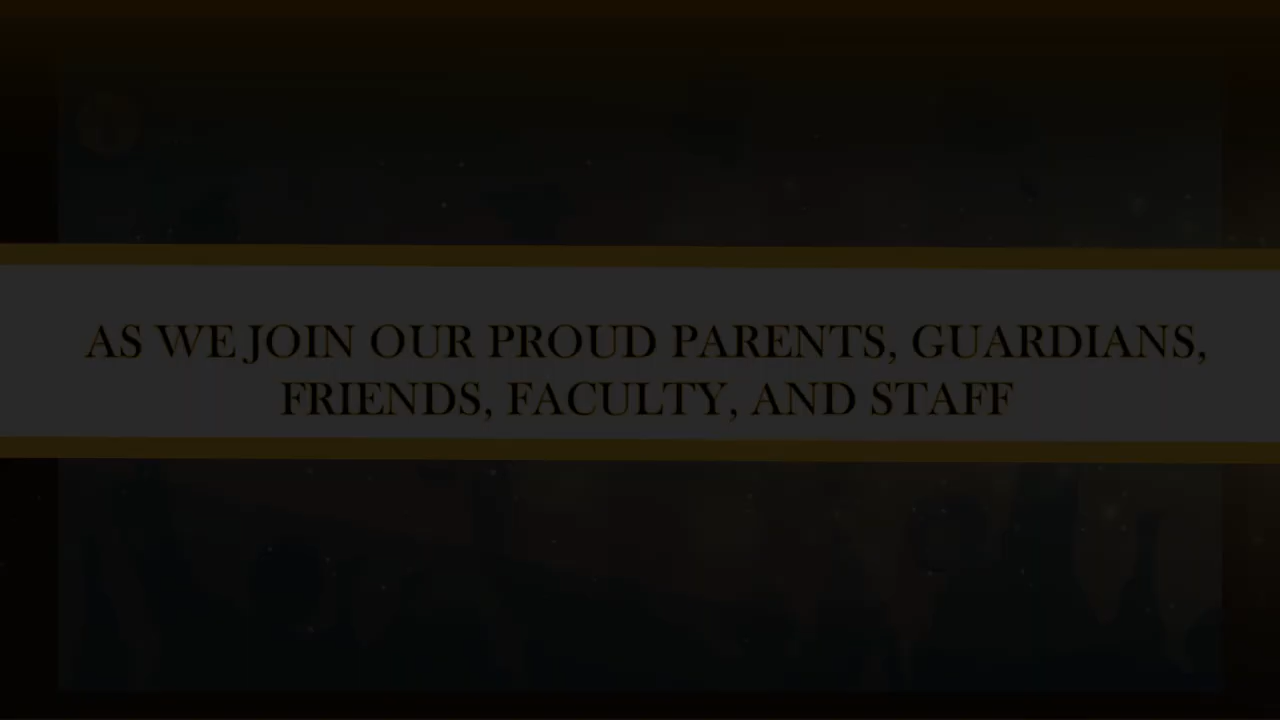 AS WE JOIN OUR PROUD PARENTS, GUARDIANS,
FRIENDS, FACULTY, AND STAFF